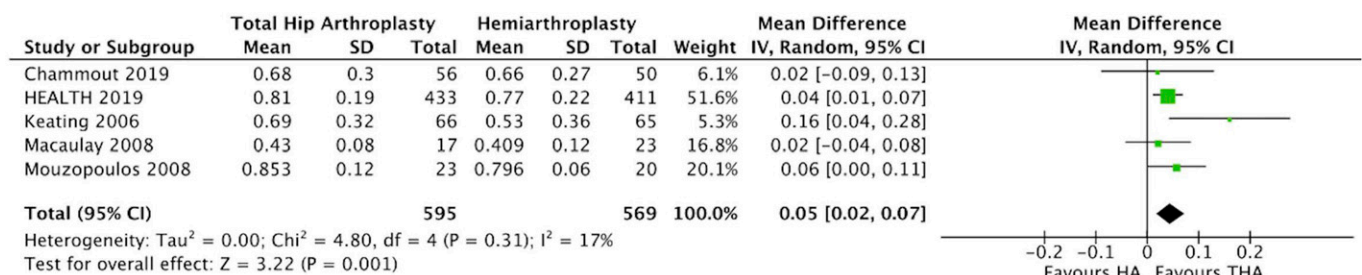 Total Hip Arthroplasty Hemiarthroplasty Mean Difference Mean Difference
Study or Subgroup Mean SD Total Mean SD Total Weight IV, Random, 95% CI IV, Random, 95% CI
Chammout 2019 0.68 0.3 56 0.66 0.27 50 6.1% 0.02 [-0.09, 0.13]
HEALTH 2019 0.81 0.19 433 0.77 0.22 411 51.6% 0.04 [0.01, 0.07]
Keating 2006 0.69 0.32 66 0.53 0.36 65 5.3% 0.16 [0.04, 0.28]
Macaulay 2008 0.43 0.08 17 0.409 0.12 23 16.8% 0.02 [-0.04, 0.08]
Mouzopoulos 2008 0.853 0.12 23 0.796 0.06 20 20.1% 0.06 [0.00, 0.11]
Total (95% CI) 595 569 100.0% 0.05 [0.02, 0.07]
Heterogeneity: Tau² = 0.00; Chi² = 4.80, df = 4 (P = 0.31); I² = 17%
Test for overall effect: Z = 3.22 (P = 0.001)
-0.2 -0.1 0 0.1 0.2
Favours HA Favours THA